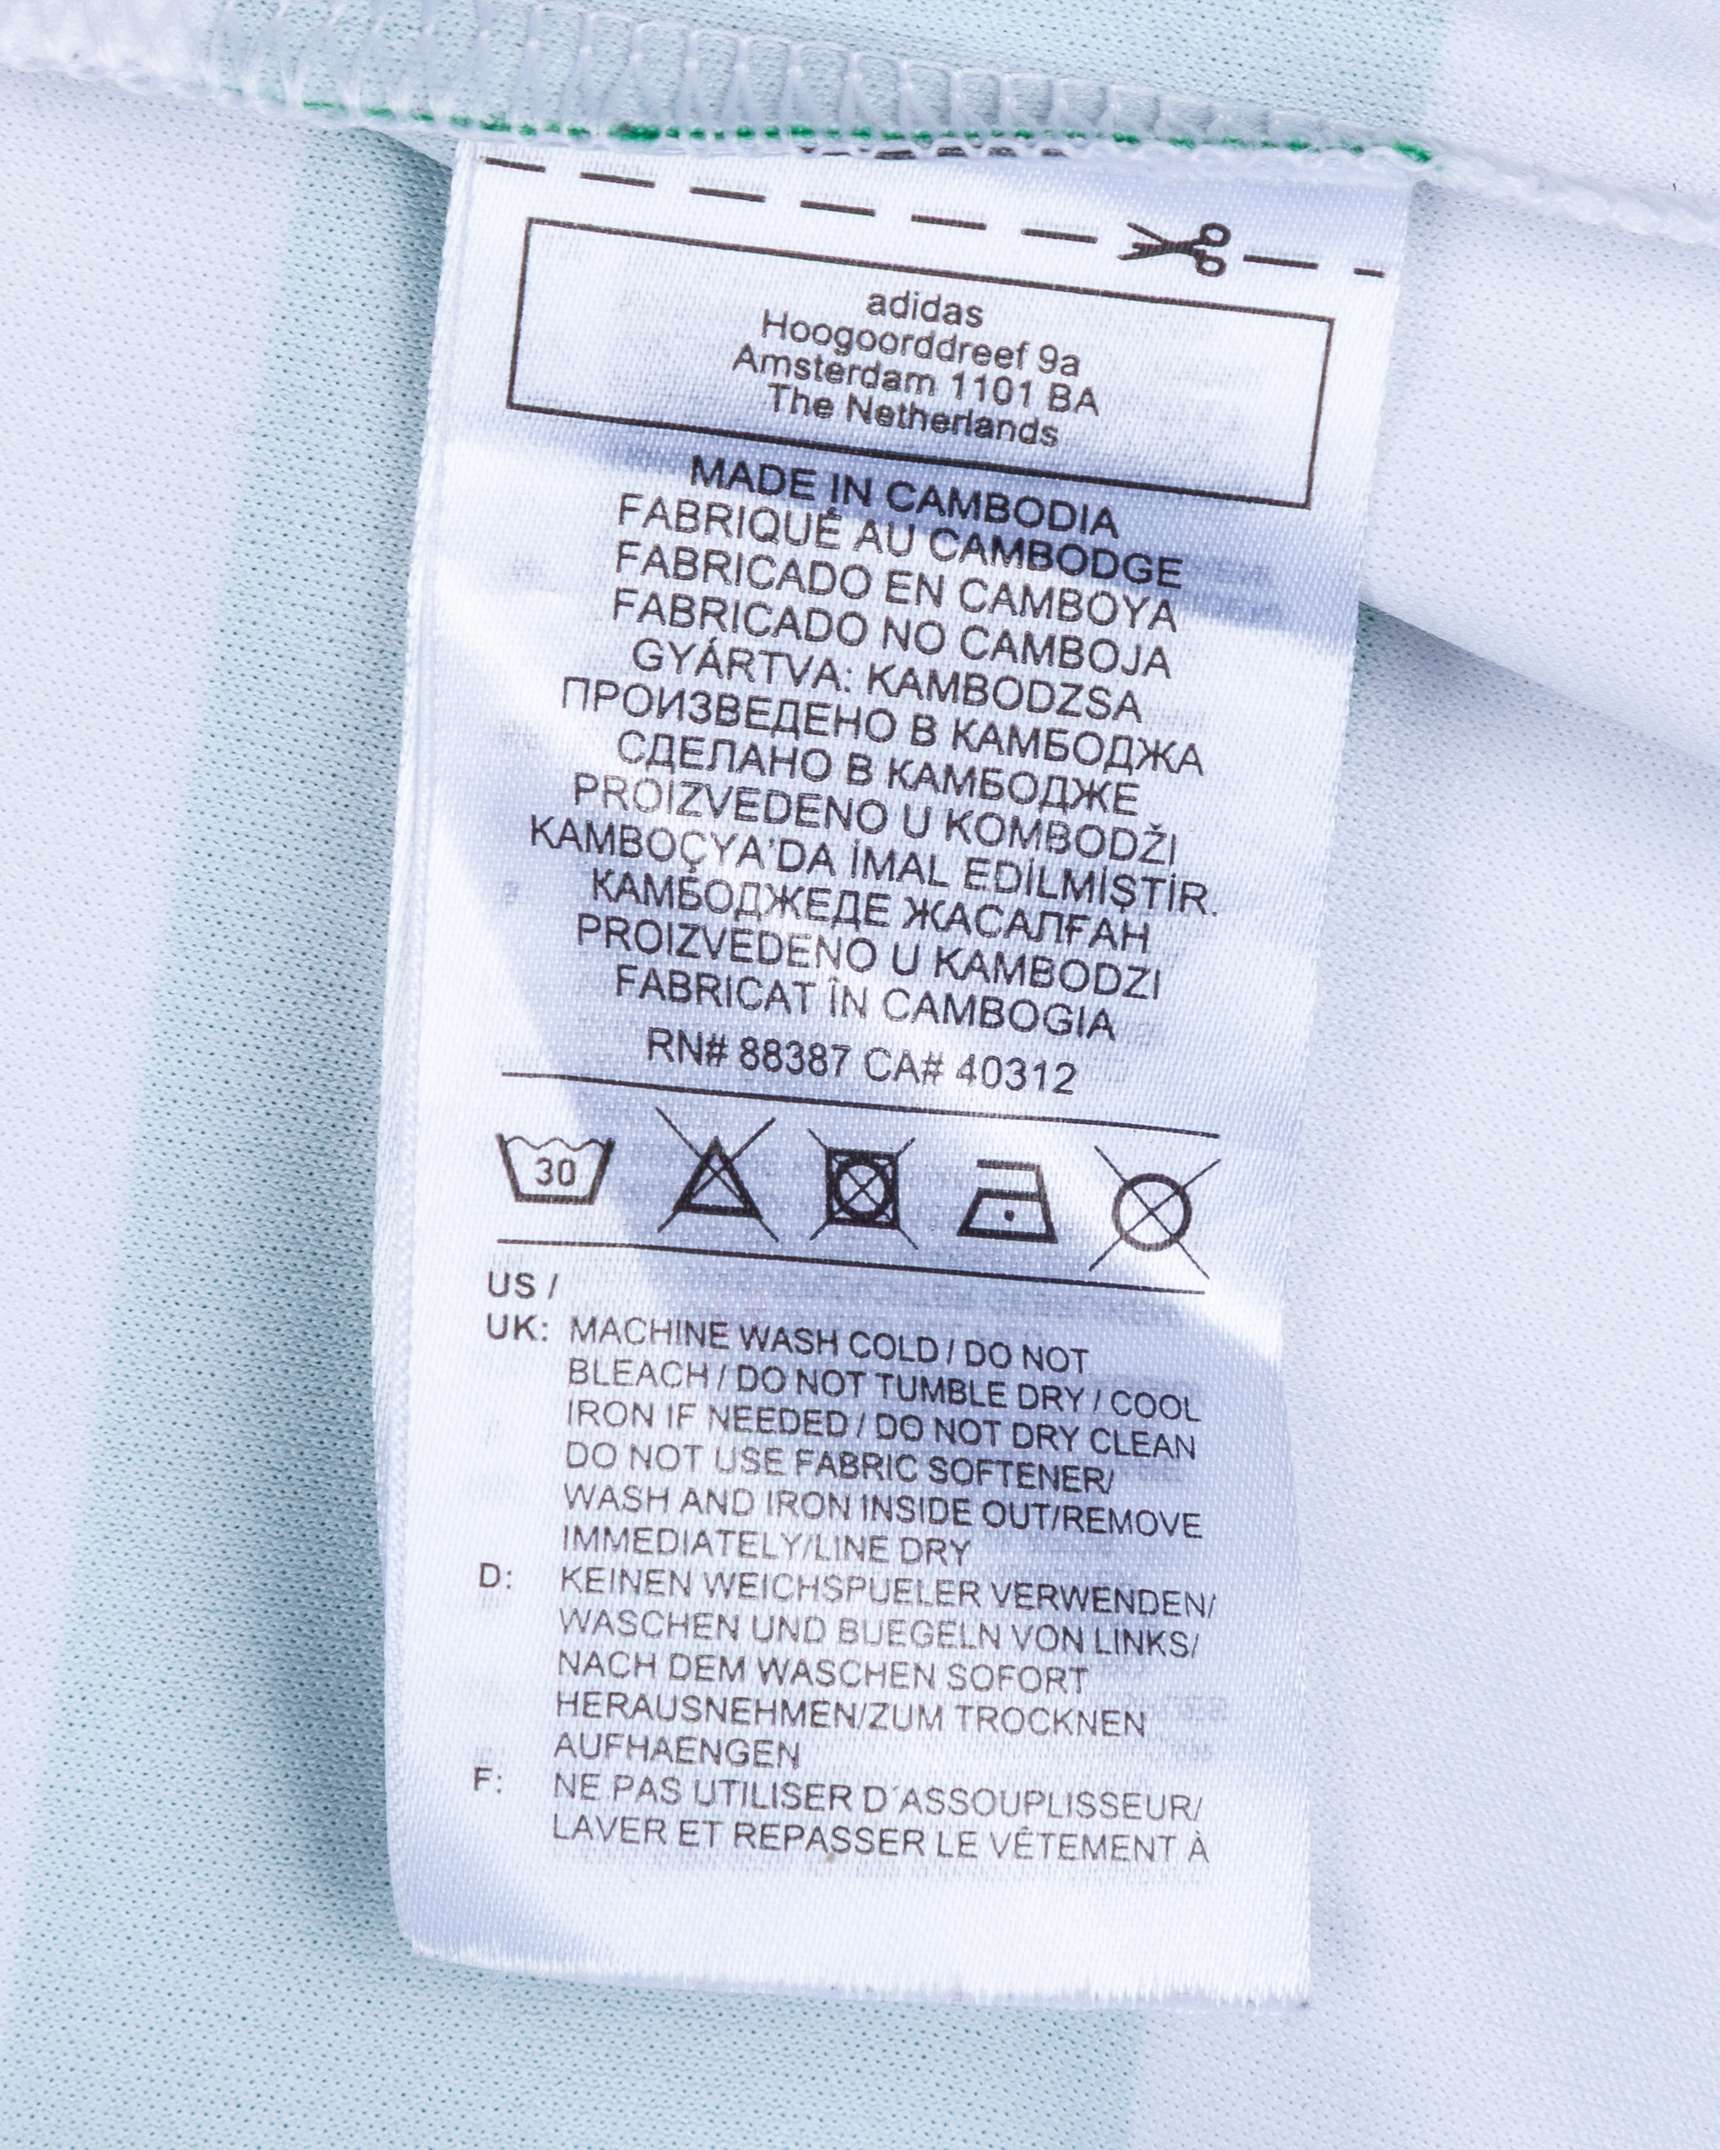 adidas
Hoogoorddreef 9a
Amsterdam 1101 BA
The Netherlands
MADE IN CAMBODIA
FABRIQUÉ AU CAMBODGE
FABRICADO EN CAMBOYA
FABRICADO NO CAMBOJA
GYÁRTVA: KAMBODZSA
ПРОИЗВЕДЕНО В КАМБОДЖА
СДЕЛАНО В КАМБОДЖЕ
PROIZVEDENO U KOMBODŽI
KAMBOÇYA'DA İMAL EDİLMİŞTİR.
КАМБОДЖЕДЕ ЖАСАЛҒАН
PROIZVEDENO U KAMBODZI
FABRICAT ÎN CAMBOGIA
RN# 88387 CA# 40312
30
US /
UK: MACHINE WASH COLD / DO NOT
BLEACH / DO NOT TUMBLE DRY / COOL
IRON IF NEEDED / DO NOT DRY CLEAN
DO NOT USE FABRIC SOFTENER/
WASH AND IRON INSIDE OUT/REMOVE
IMMEDIATELY/LINE DRY
D: KEINEN WEICHSPUELER VERWENDEN/
WASCHEN UND BUEGELN VON LINKS/
NACH DEM WASCHEN SOFORT
HERAUSNEHMEN/ZUM TROCKNEN
AUFHAENGEN
F: NE PAS UTILISER D´ASSOUPLISSEUR/
LAVER ET REPASSER LE VÊTEMENT À